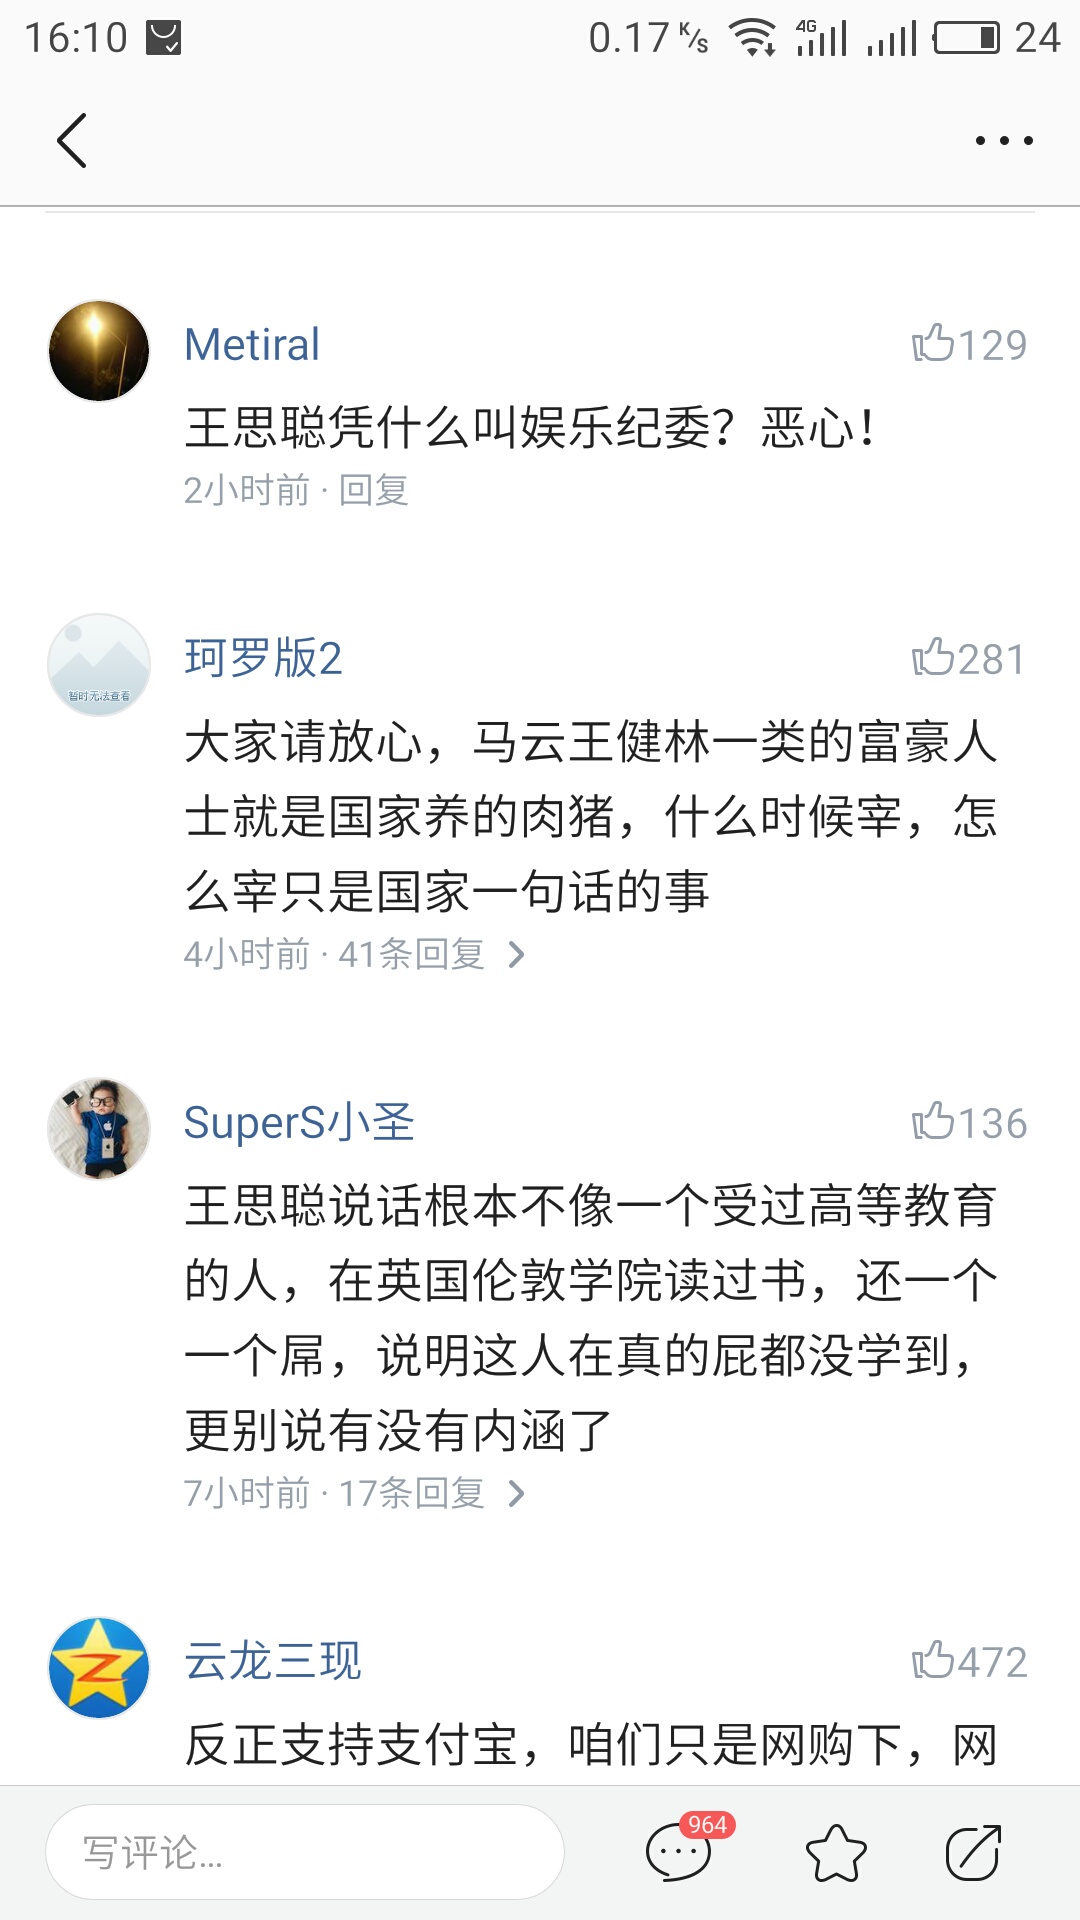 16:10
0.17 K/s 4G 24
Metiral
129
王思聪凭什么叫娱乐纪委？恶心！
2小时前 · 回复
珂罗版2
281
暂时无法查看
大家请放心，马云王健林一类的富豪人
士就是国家养的肉猪，什么时候宰，怎
么宰只是国家一句话的事
4小时前 · 41条回复
SuperS小圣
136
王思聪说话根本不像一个受过高等教育
的人，在英国伦敦学院读过书，还一个
一个屌，说明这人在真的屁都没学到，
更别说有没有内涵了
7小时前 · 17条回复
云龙三现
472
反正支持支付宝，咱们只是网购下，网
写评论...
964